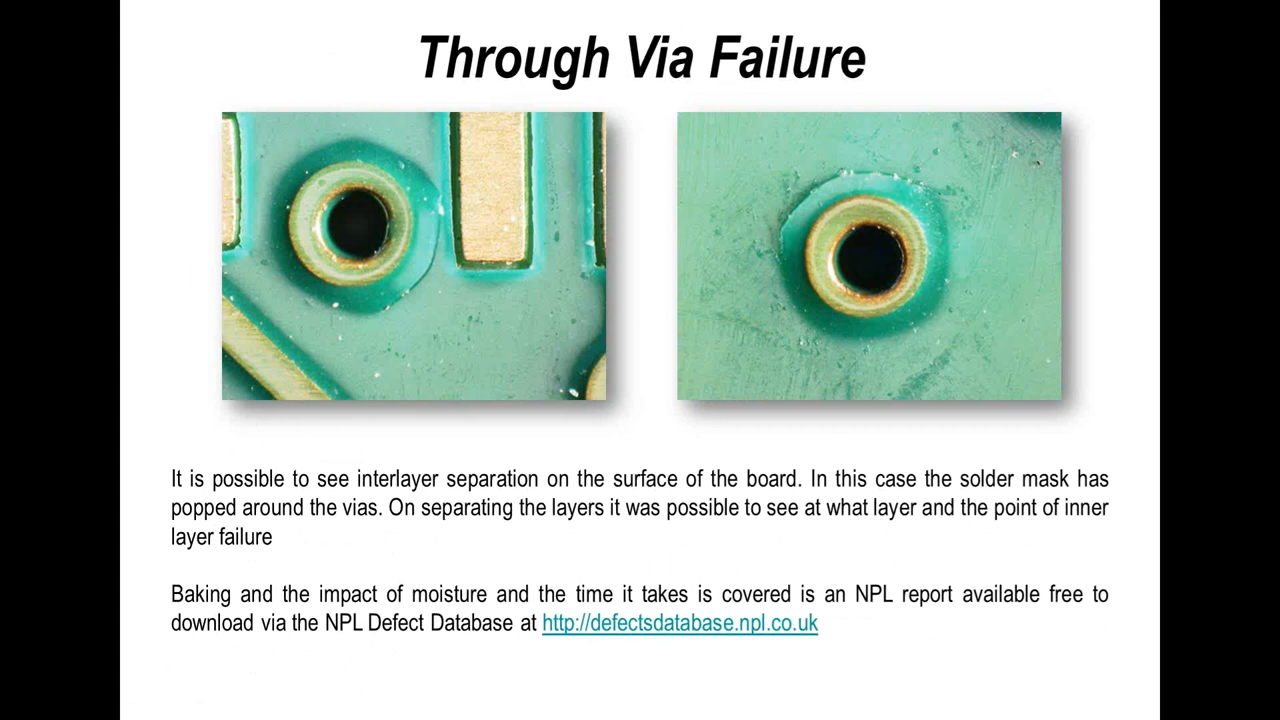 Through Via Failure
It is possible to see interlayer separation on the surface of the board. In this case the solder mask has
popped around the vias. On separating the layers it was possible to see at what layer and the point of inner
layer failure
Baking and the impact of moisture and the time it takes is covered is an NPL report available free to
download via the NPL Defect Database at http://defectsdatabase.npl.co.uk